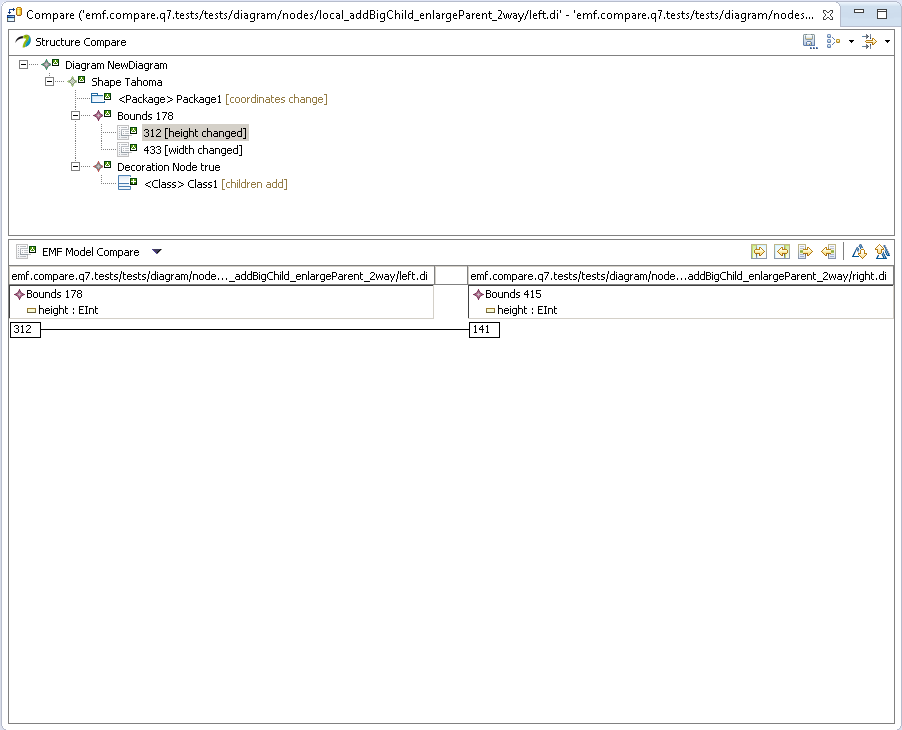 Compare ('emf.compare.q7.tests/tests/diagram/nodes/local_addBigChild_enlargeParent_2way/left.di' - 'emf.compare.q7.tests/tests/diagram/nodes...
Structure Compare
Diagram NewDiagram
Shape Tahoma
<Package> Package1 [coordinates change]
Bounds 178
312 [height changed]
433 [width changed]
Decoration Node true
<Class> Class1 [children add]
EMF Model Compare
emf.compare.q7.tests/tests/diagram/node..._addBigChild_enlargeParent_2way/left.di
emf.compare.q7.tests/tests/diagram/node...addBigChild_enlargeParent_2way/right.di
Bounds 178
Bounds 415
height : EInt
height : EInt
312
141